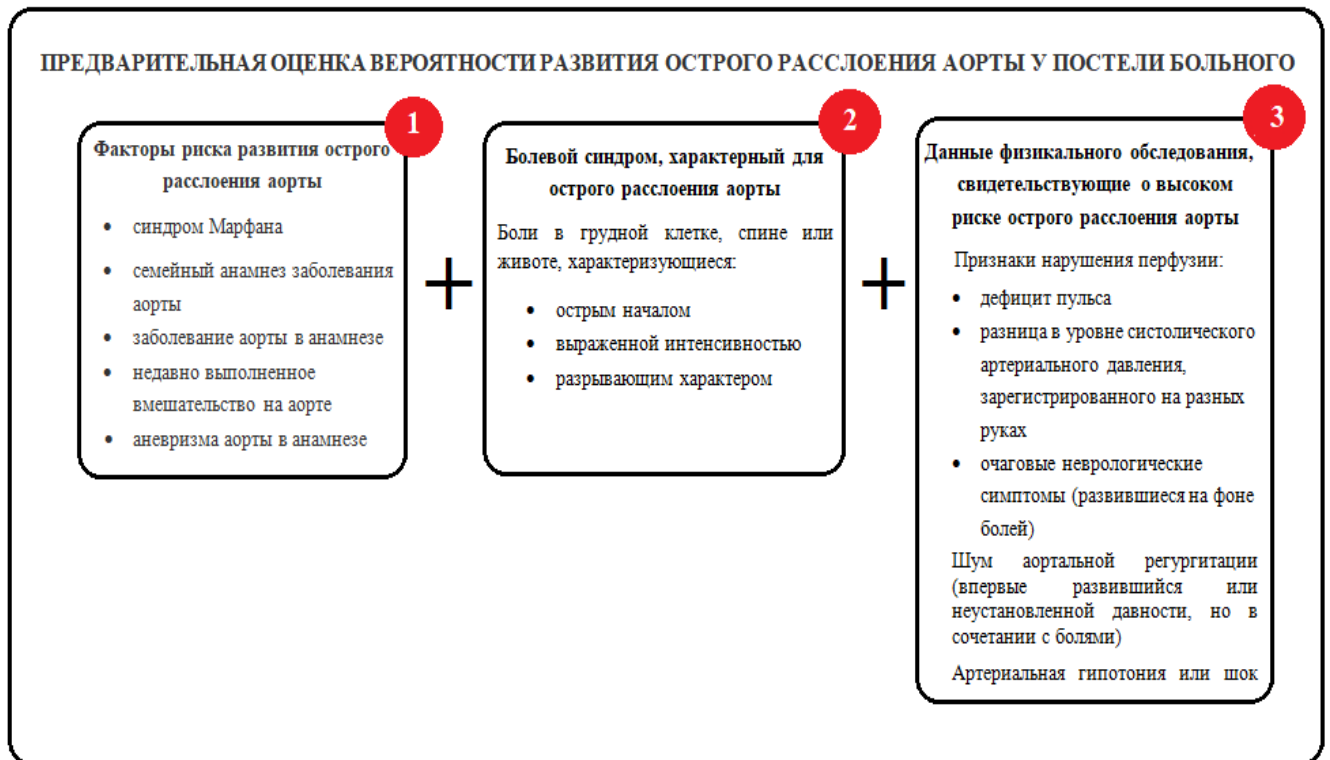 ПРЕДВАРИТЕЛЬНАЯ ОЦЕНКА ВЕРОЯТНОСТИ РАЗВИТИЯ ОСТРОГО РАССЛОЕНИЯ АОРТЫ У ПОСТЕЛИ БОЛЬНОГО
1
Факторы риска развития острого
расслоения аорты
• синдром Марфана
• семейный анамнез заболевания
аорты
• заболевание аорты в анамнезе
• недавно выполненное
вмешательство на аорте
• аневризма аорты в анамнезе
+
2
Болевой синдром, характерный для
острого расслоения аорты
Боли в грудной клетке, спине или
животе, характеризующиеся:
• острым началом
• выраженной интенсивностью
• разрывающим характером
+
3
Данные физикального обследования,
свидетельствующие о высоком
риске острого расслоения аорты
Признаки нарушения перфузии:
• дефицит пульса
• разница в уровне систолического
артериального давления,
зарегистрированного на разных
руках
• очаговые неврологические
симптомы (развившиеся на фоне
болей)
Шум аортальной регургитации
(впервые развившийся или
неустановленной давности, но в
сочетании с болями)
Артериальная гипотония или шок